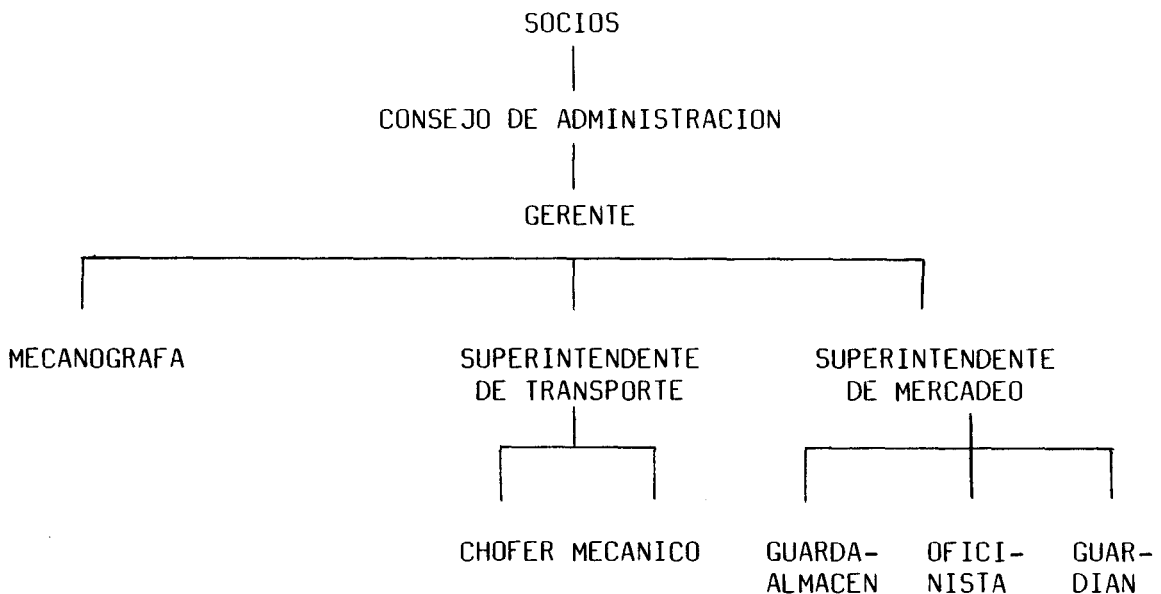 SOCIOS
CONSEJO DE ADMINISTRACION
GERENTE
MECANOGRAFA
SUPERINTENDENTE
DE TRANSPORTE
SUPERINTENDENTE
DE MERCADEO
CHOFER MECANICO
GUARDA-
ALMACEN
OFICI-
NISTA
GUAR-
DIAN